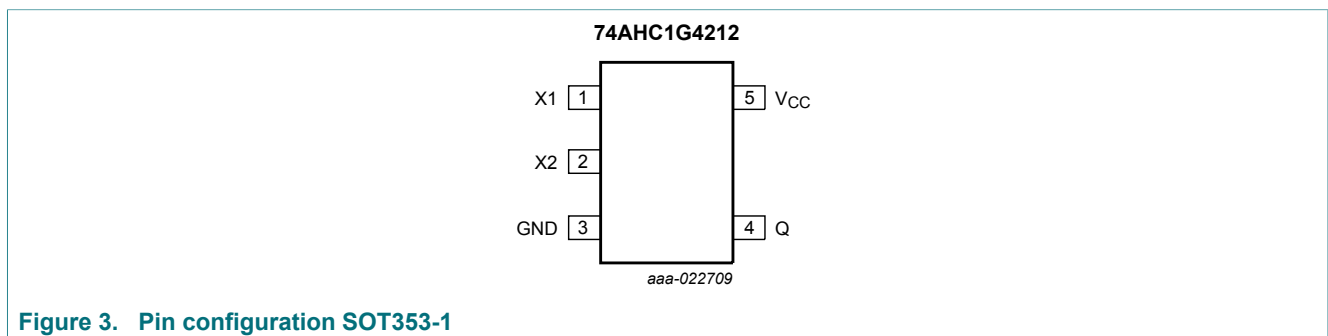 74AHC1G4212
X1 1 5 VCC
X2 2
GND 3 4 Q
aaa-022709
Figure 3. Pin configuration SOT353-1